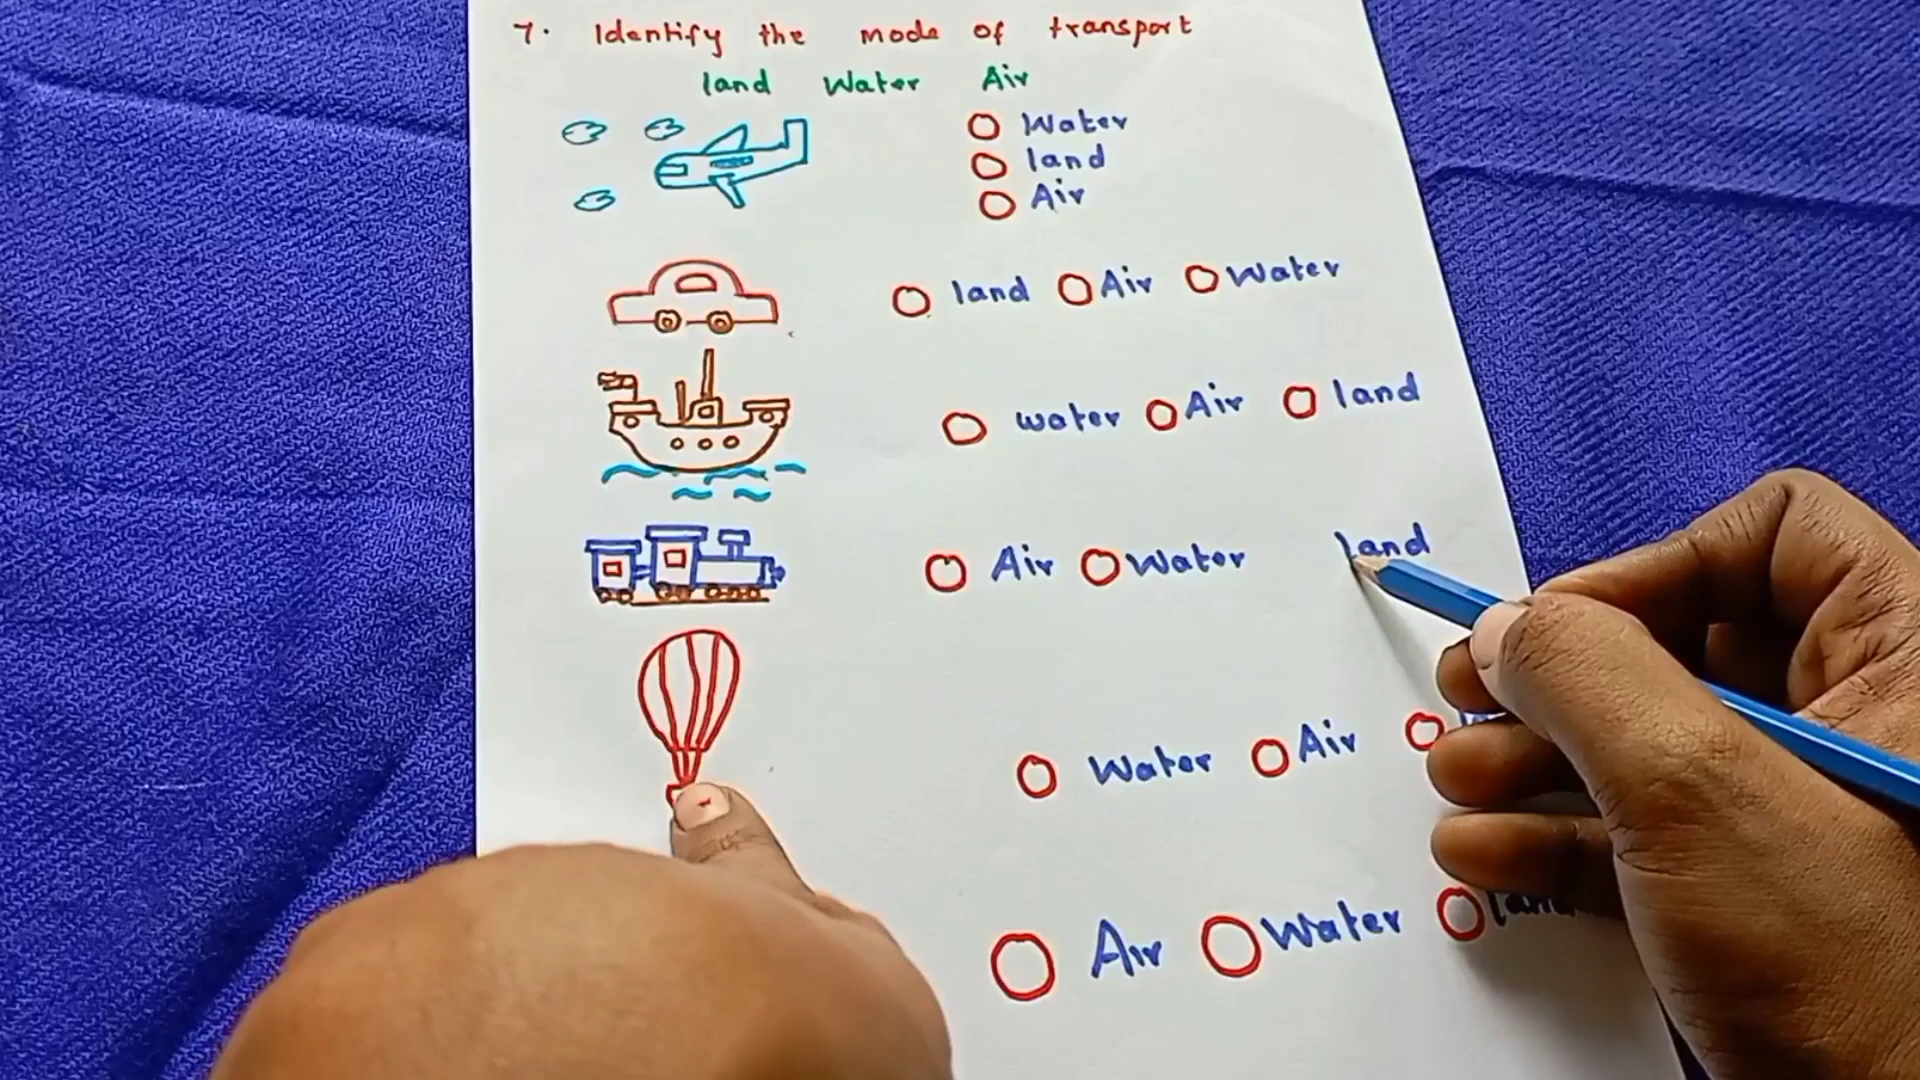 7. Identify the mode of transport
land Water Air
Water
land
Air
land Air Water
water Air land
Air Water land
Water Air
Air Water land